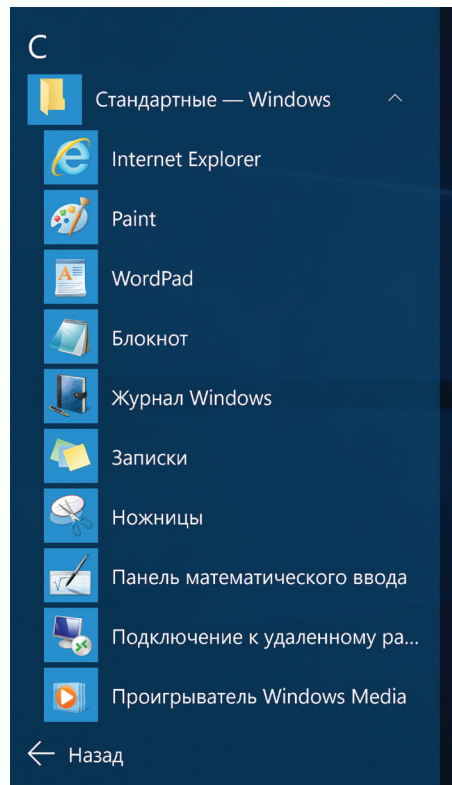 С
Стандартные — Windows
Internet Explorer
Paint
WordPad
Блокнот
Журнал Windows
Записки
Ножницы
Панель математического ввода
Подключение к удаленному ра...
Проигрыватель Windows Media
Назад